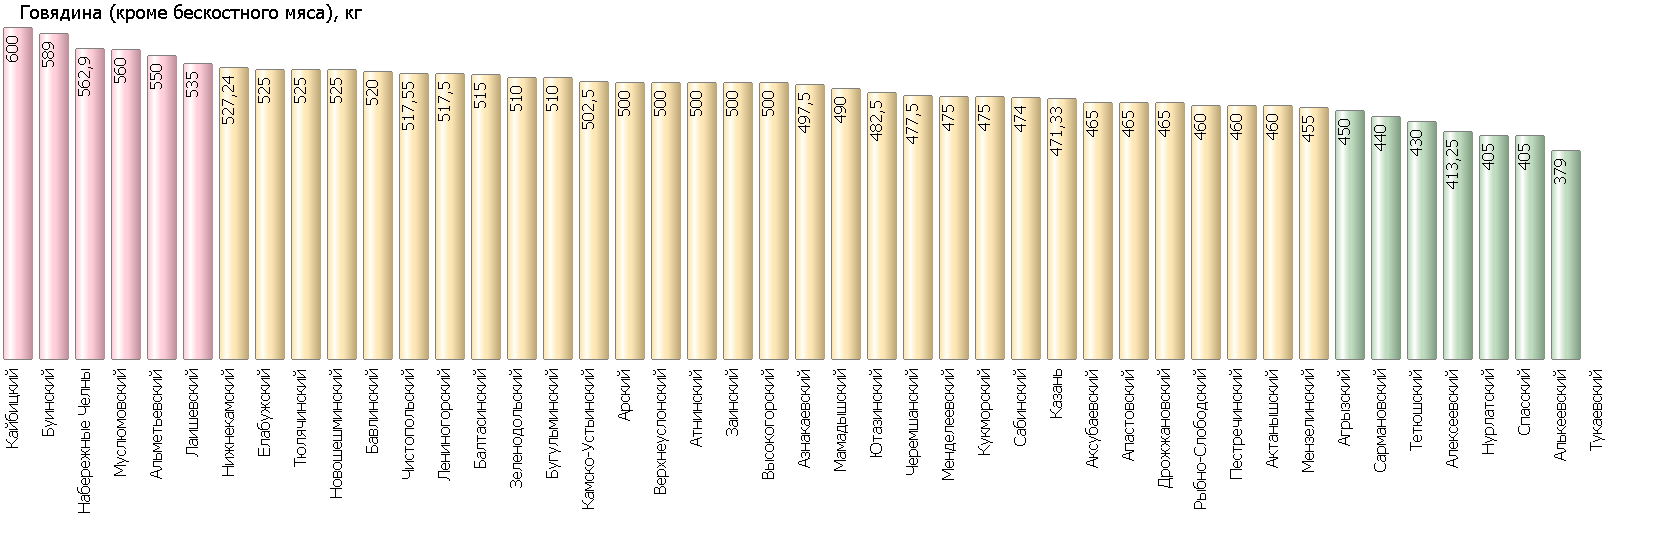 Говядина (кроме бескостного мяса), кг
600
589
562,9
560
550
535
527,24
525
525
525
520
517,55
517,5
515
510
510
502,5
500
500
500
500
500
497,5
490
482,5
477,5
475
475
474
471,33
465
465
465
460
460
460
455
450
440
430
413,25
405
405
379
Кайбицкий
Буинский
Набережные Челны
Муслюмовский
Альметьевский
Лаишевский
Нижнекамский
Елабужский
Тюлячинский
Новошешминский
Бавлинский
Чистопольский
Лениногорский
Балтасинский
Зеленодольский
Бугульминский
Камско-Устьинский
Арский
Верхнеуслонский
Атнинский
Заинский
Высокогорский
Азнакаевский
Мамадышский
Ютазинский
Черемшанский
Менделеевский
Кукморский
Сабинский
Казань
Аксубаевский
Апастовский
Дрожжановский
Рыбно-Слободский
Пестречинский
Актанышский
Мензелинский
Агрызский
Сармановский
Тетюшский
Алексеевский
Нурлатский
Спасский
Алькеевский
Тукаевский